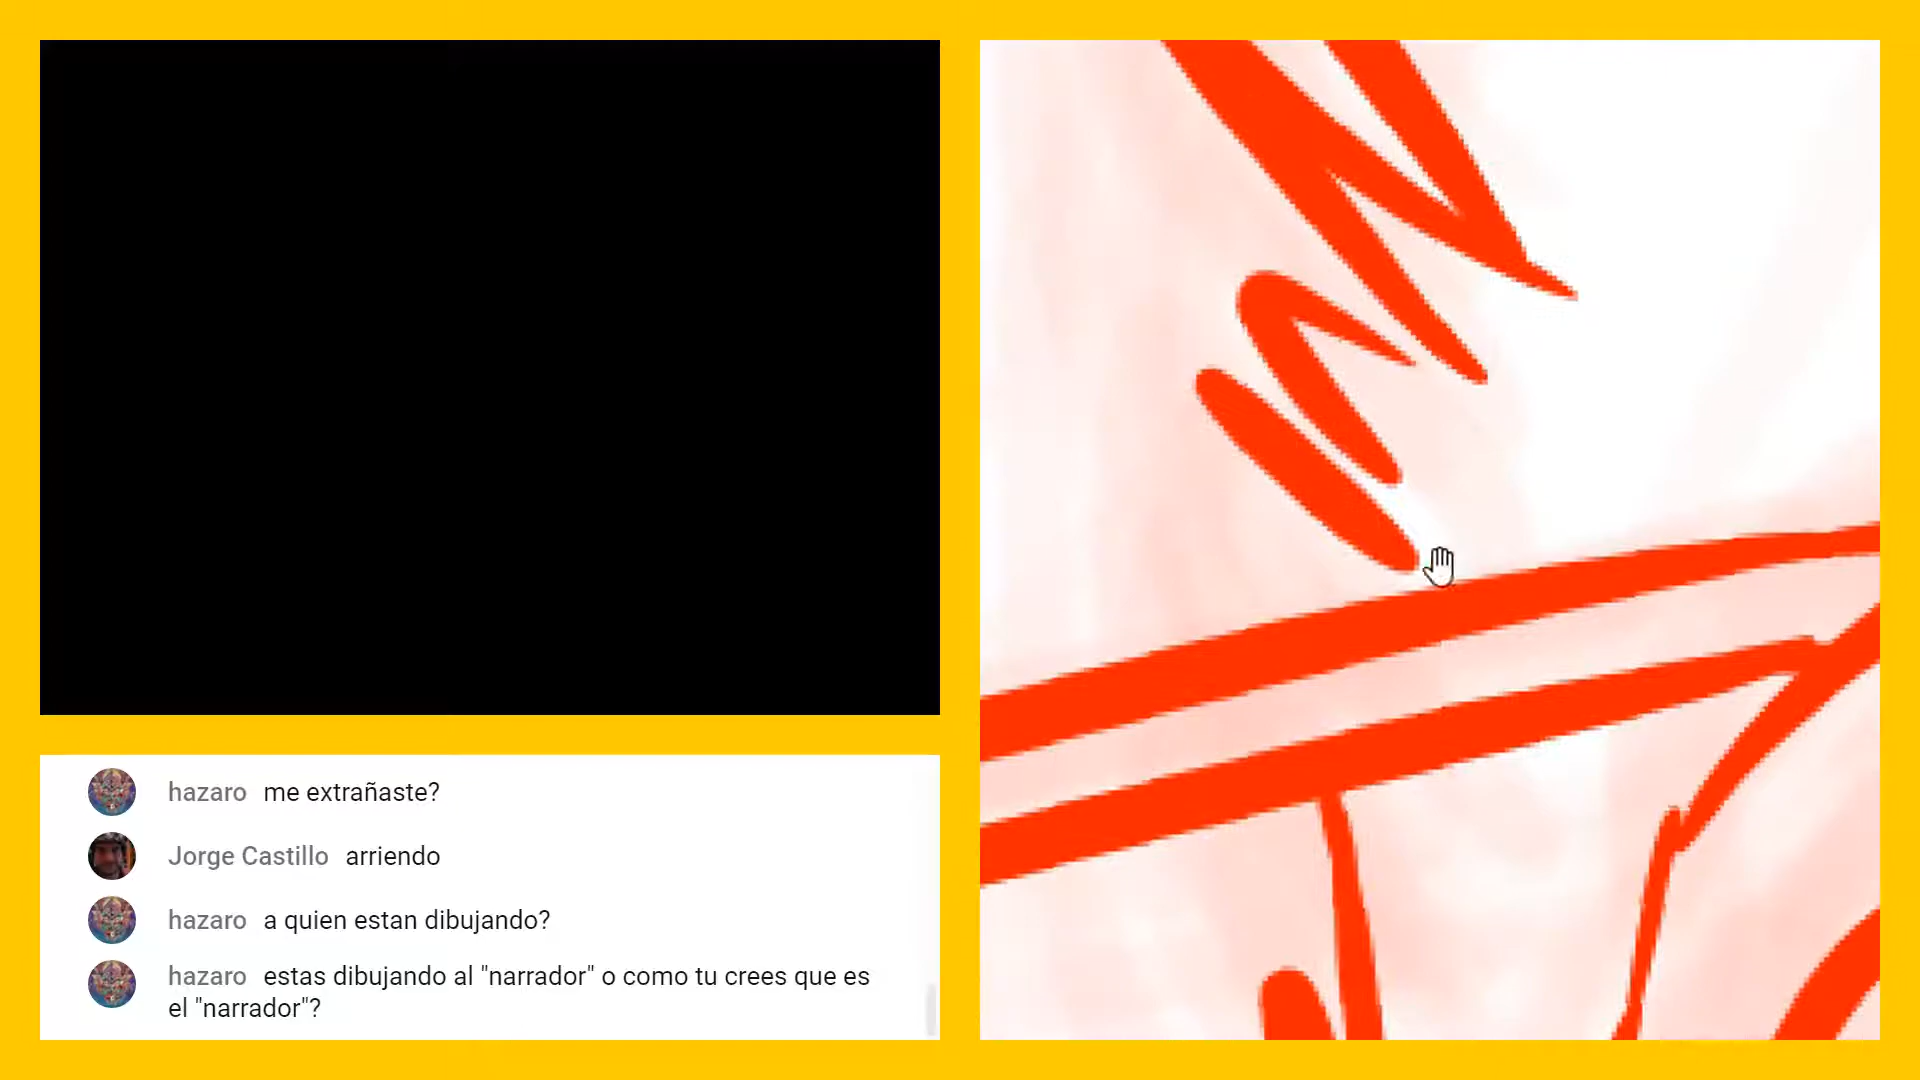 hazaro me extrañaste?
Jorge Castillo arriendo
hazaro a quien estan dibujando?
hazaro estas dibujando al "narrador" o como tu crees que es
el "narrador"?